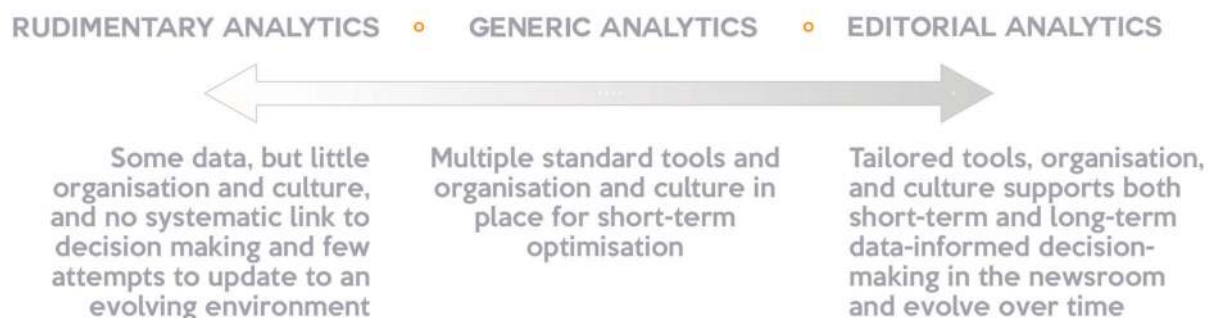 RUDIMENTARY ANALYTICS
GENERIC ANALYTICS
EDITORIAL ANALYTICS
Some data, but little
organisation and culture,
and no systematic link to
decision making and few
attempts to update to an
evolving environment
Multiple standard tools and
organisation and culture in
place for short-term
optimisation
Tailored tools, organisation,
and culture supports both
short-term and long-term
data-informed decision-
making in the newsroom
and evolve over time